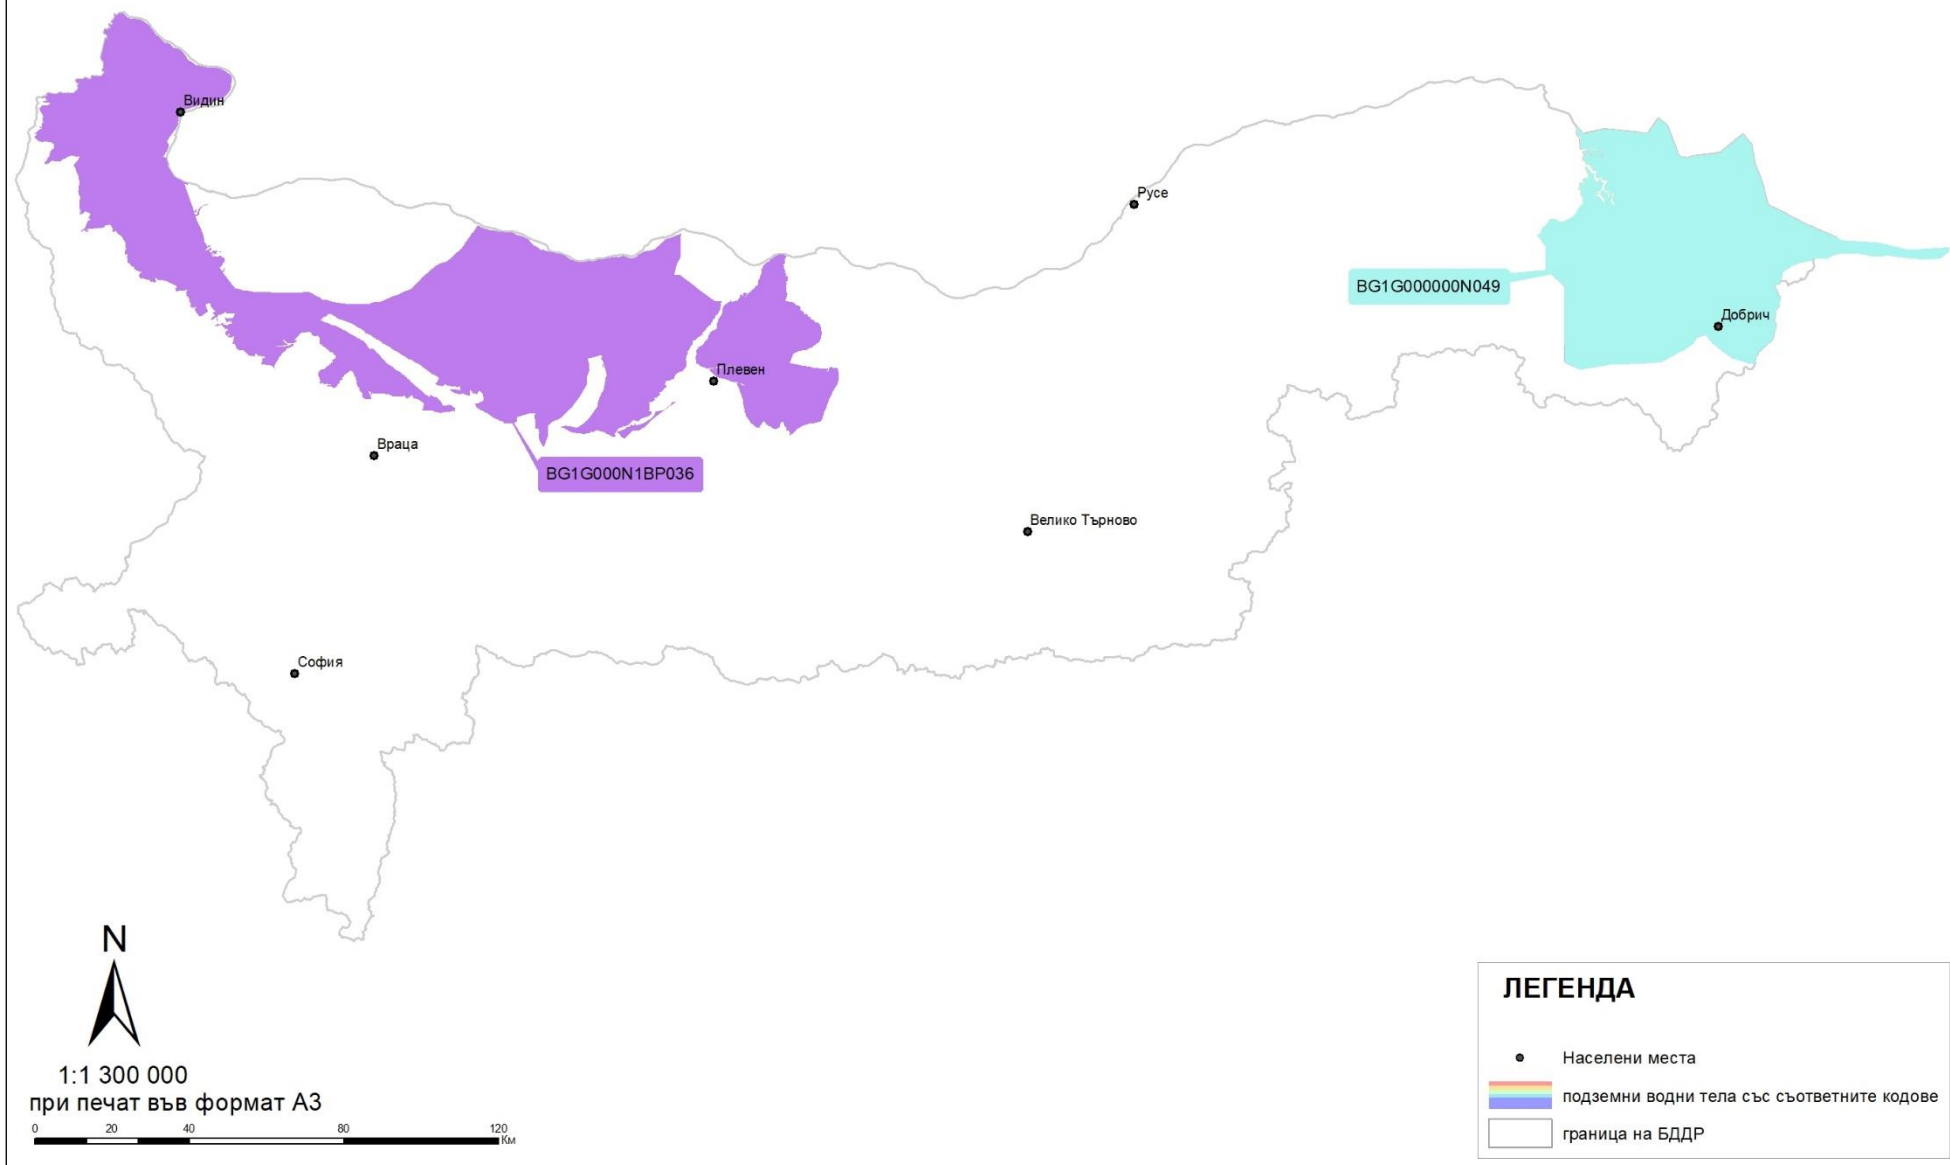 Видин
Русе
BG1G000000N049
Добрич
Плевен
Враца
BG1G000N1BP036
Велико Търново
София
N
1:1 300 000
при печат във формат А3
0 20 40 80 120
Км
ЛЕГЕНДА
Населени места
подземни водни тела със съответните кодове
граница на БДДР